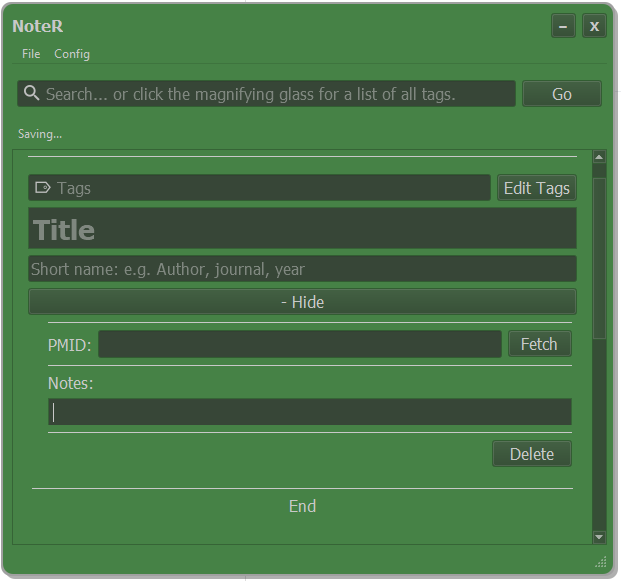 NoteR
File Config
Search... or click the magnifying glass for a list of all tags.
Go
Saving...
Tags
Edit Tags
Title
Short name: e.g. Author, journal, year
- Hide
PMID:
Fetch
Notes:
Delete
End